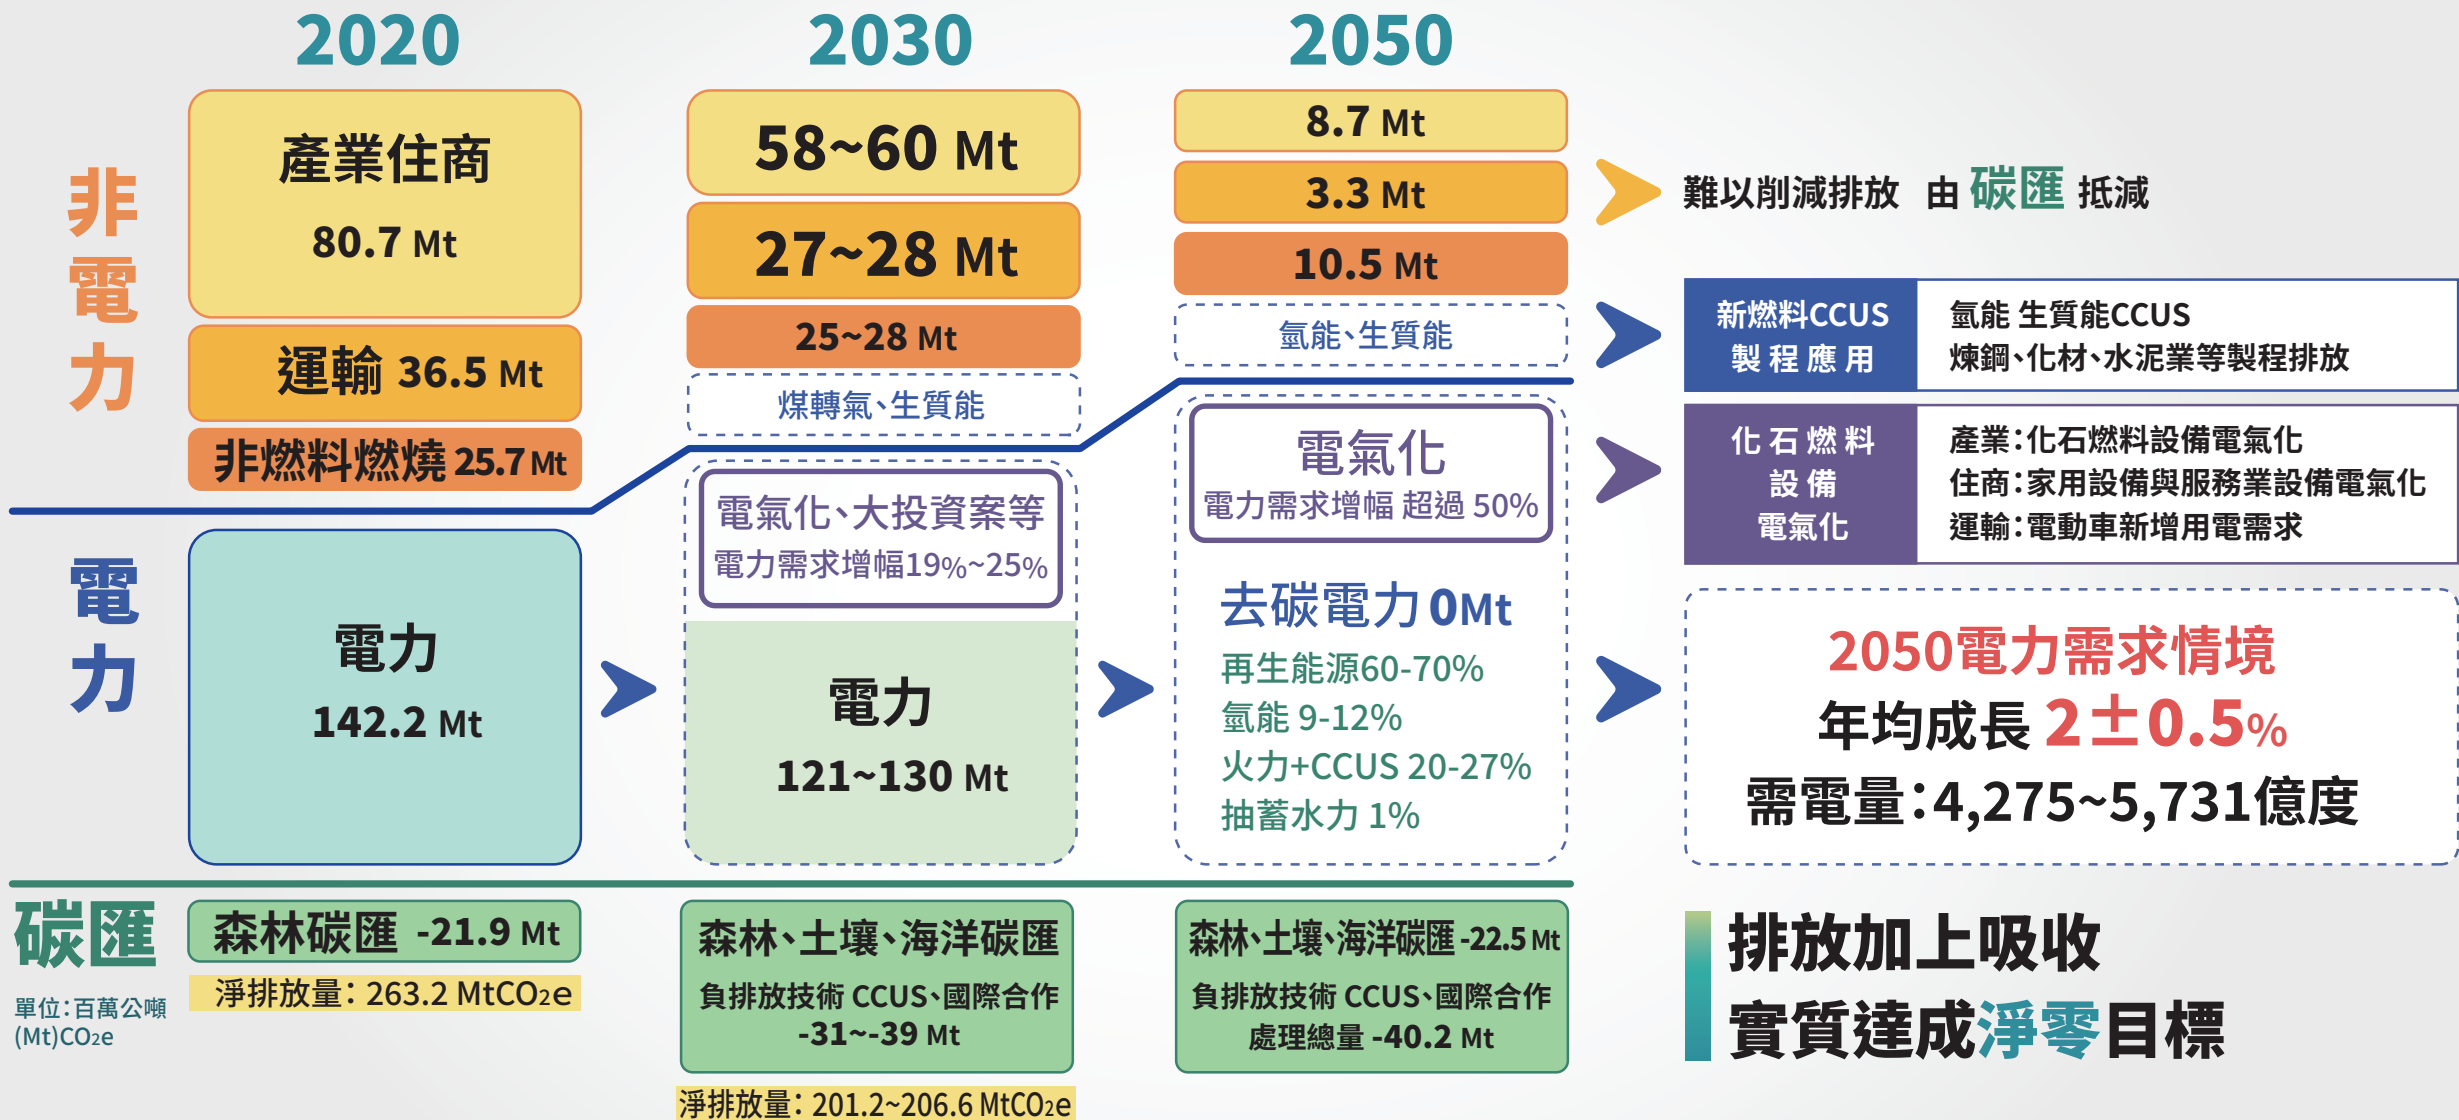 2020
2030
2050
非電力
產業住商
80.7 Mt
運輸 36.5 Mt
非燃料燃燒 25.7 Mt
58~60 Mt
27~28 Mt
25~28 Mt
煤轉氣、生質能
8.7 Mt
3.3 Mt
10.5 Mt
氫能、生質能
難以削減排放 由 碳匯 抵減
新燃料CCUS
製程應用
氫能 生質能CCUS
煉鋼、化材、水泥業等製程排放
化石燃料
設備
電氣化
產業：化石燃料設備電氣化
住商：家用設備與服務業設備電氣化
運輸：電動車新增用電需求
電力
電力
142.2 Mt
電氣化、大投資案等
電力需求增幅19%~25%
電力
121~130 Mt
電氣化
電力需求增幅 超過 50%
去碳電力 0Mt
再生能源60-70%
氫能 9-12%
火力+CCUS 20-27%
抽蓄水力 1%
2050電力需求情境
年均成長 2±0.5%
需電量：4,275~5,731億度
碳匯
單位：百萬公噸
(Mt)CO2e
森林碳匯 -21.9 Mt
淨排放量： 263.2 MtCO2e
森林、土壤、海洋碳匯
負排放技術 CCUS、國際合作
-31~-39 Mt
淨排放量： 201.2~206.6 MtCO2e
森林、土壤、海洋碳匯 -22.5 Mt
負排放技術 CCUS、國際合作
處理總量 -40.2 Mt
排放加上吸收
實質達成淨零目標